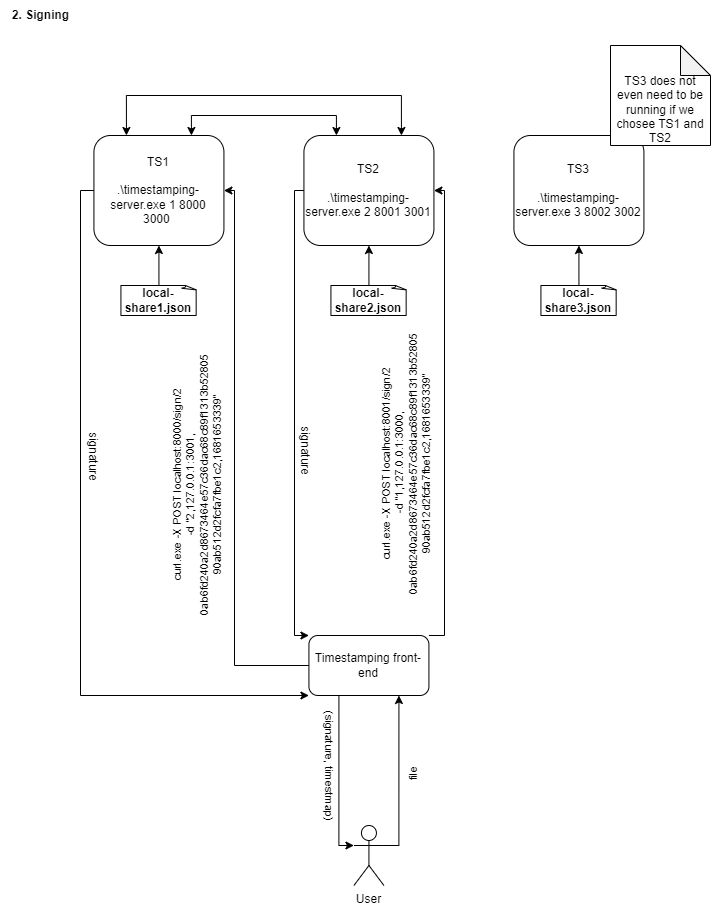 2. Signing
TS3 does not
even need to be
running if we
chosee TS1 and
TS2
TS1
.\timestamping-
server.exe 1 8000
3000
TS2
.\timestamping-
server.exe 2 8001 3001
TS3
.\timestamping-
server.exe 3 8002 3002
local-
share1.json
local-
share2.json
local-
share3.json
signature
curl.exe -X POST localhost:8000/sign/2
-d "2,127.0.0.1:3001,
0ab6fd240a2d8673464e57c36dac68c89f1313b52805
90ab512d2fcfa7fbe1c2,1681653339"
signature
curl.exe -X POST localhost:8001/sign/2
-d "1,127.0.0.1:3000,
0ab6fd240a2d8673464e57c36dac68c89f1313b52805
90ab512d2fcfa7fbe1c2,1681653339"
Timestamping front-
end
(signature, timestmap)
file
User